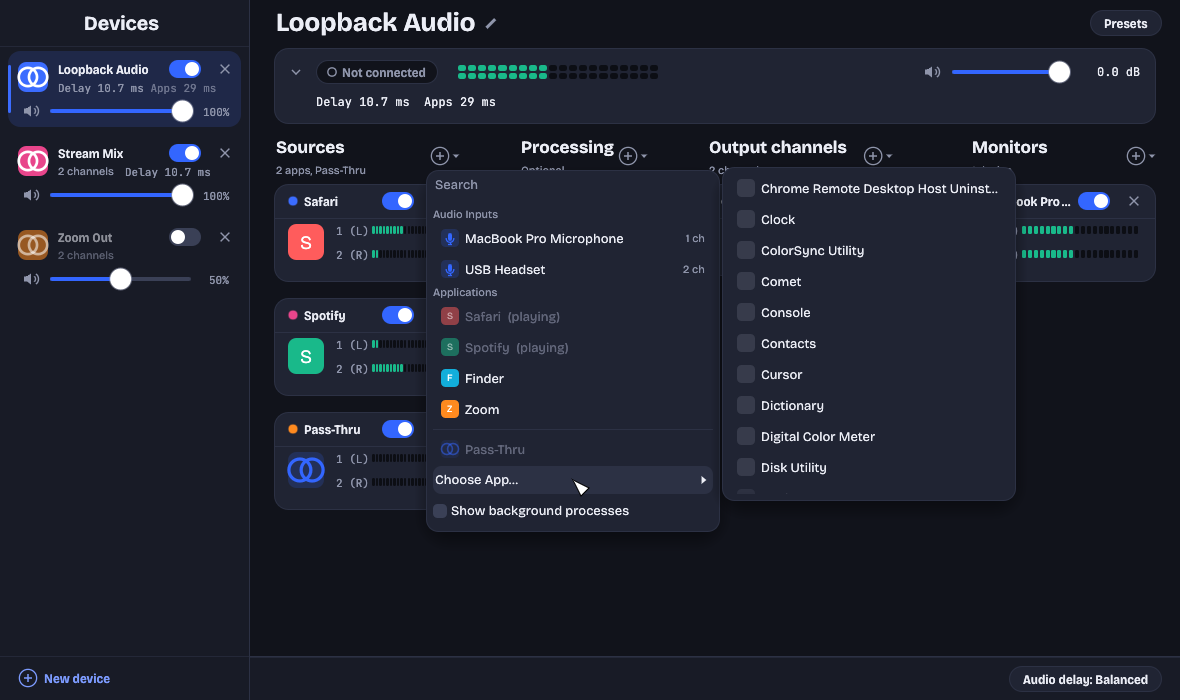 Devices
Loopback Audio
Delay 10.7 ms Apps 29 ms
100%
Stream Mix
2 channels Delay 10.7 ms
100%
Zoom Out
2 channels
50%
New device
Loopback Audio
Presets
Not connected
0.0 dB
Delay 10.7 ms Apps 29 ms
Sources
2 apps, Pass-Thru
Processing
Output channels
Monitors
Safari
S
1 (L)
2 (R)
Spotify
S
1 (L)
2 (R)
Pass-Thru
1 (L)
2 (R)
Search
Audio Inputs
MacBook Pro Microphone 1 ch
USB Headset 2 ch
Applications
S Safari (playing)
S Spotify (playing)
F Finder
Z Zoom
Pass-Thru
Choose App...
Show background processes
Chrome Remote Desktop Host Uninst...
Clock
ColorSync Utility
Comet
Console
Contacts
Cursor
Dictionary
Digital Color Meter
Disk Utility
ook Pro...
Audio delay: Balanced